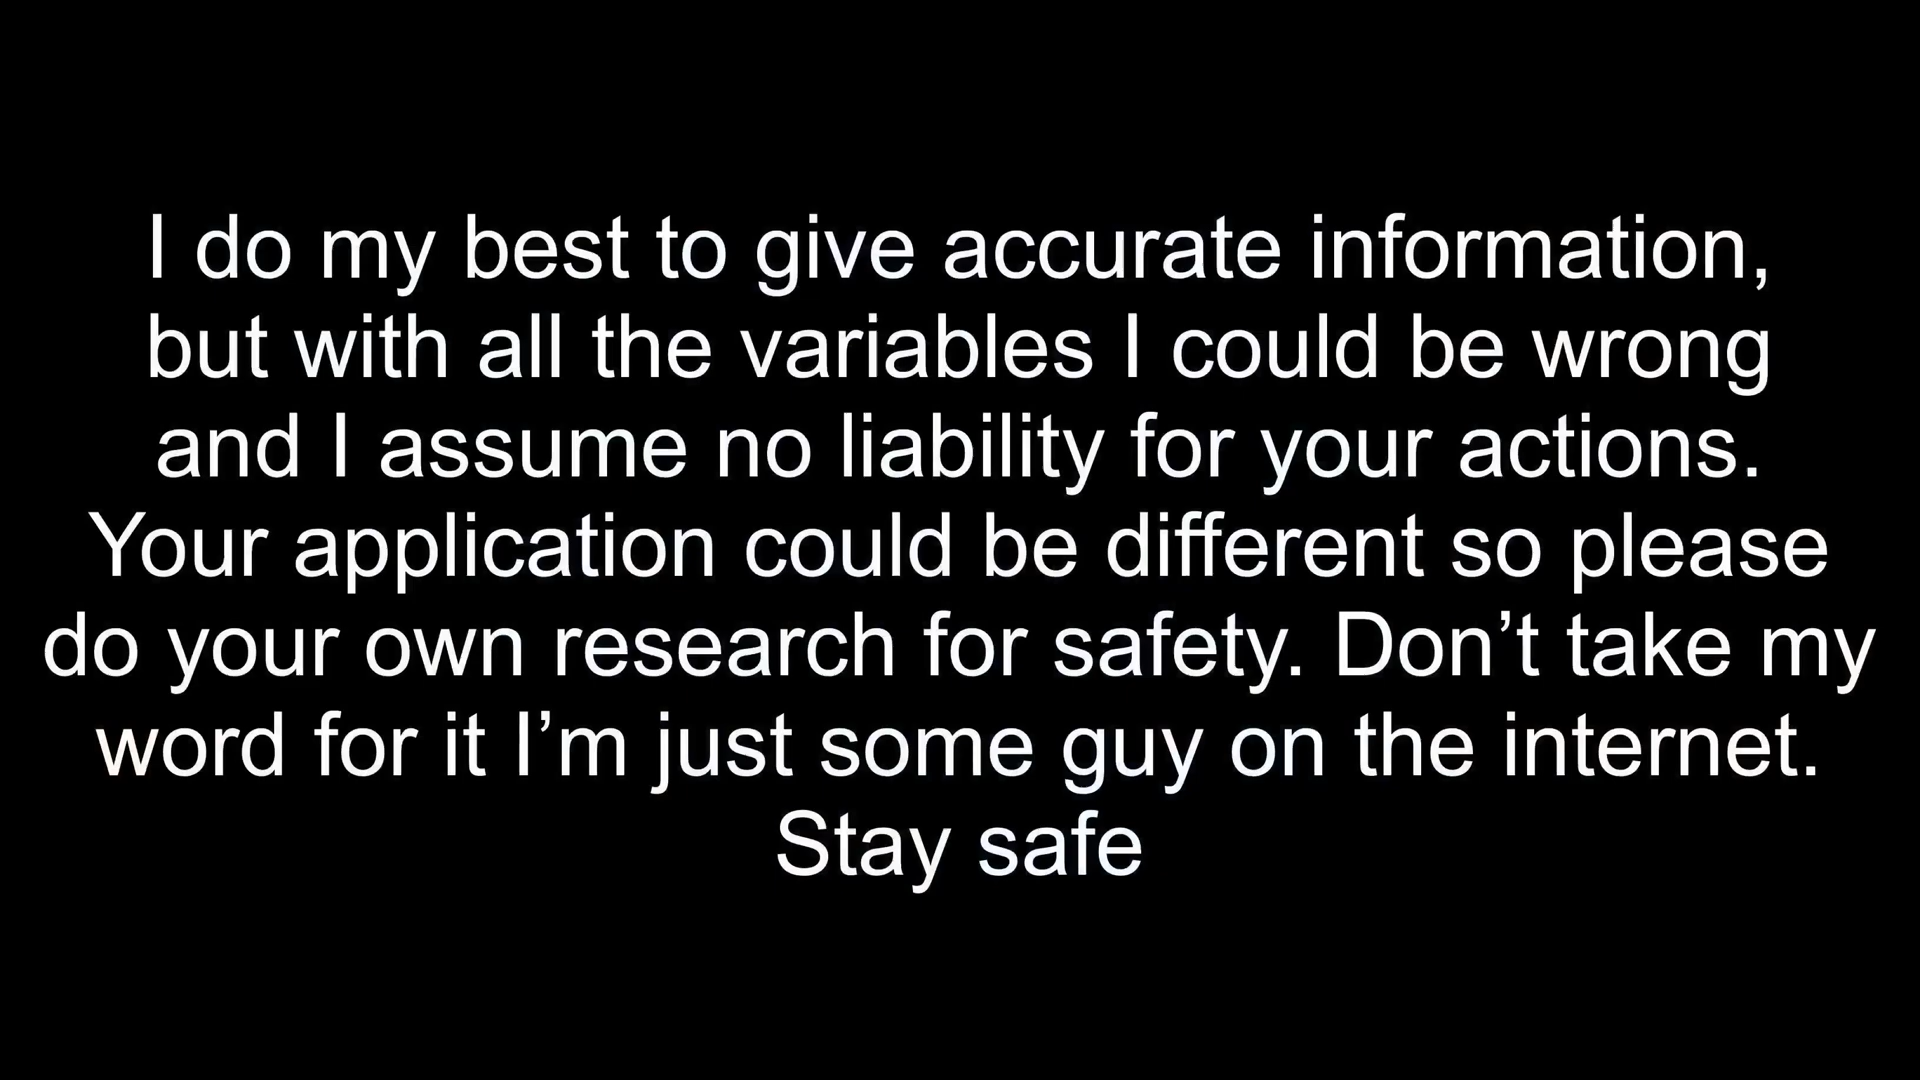 I do my best to give accurate information,
but with all the variables I could be wrong
and I assume no liability for your actions.
Your application could be different so please
do your own research for safety. Don’t take my
word for it I’m just some guy on the internet.
Stay safe